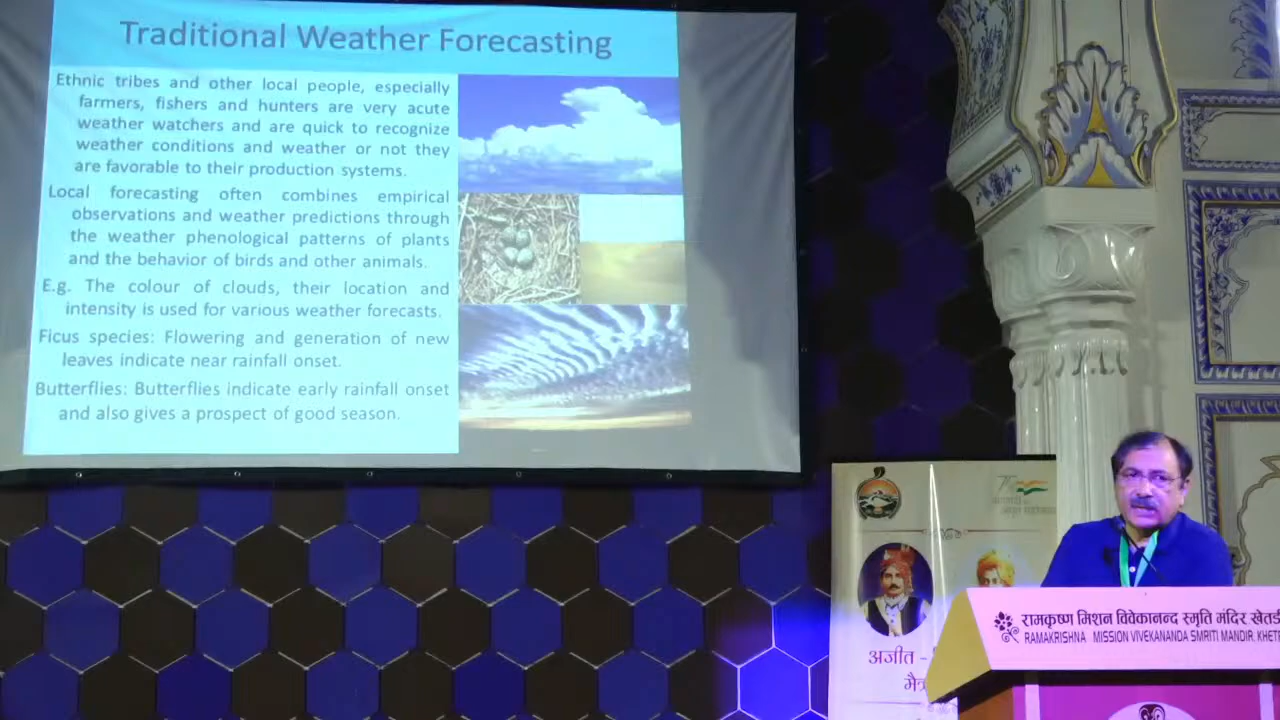 Traditional Weather Forecasting
Ethnic tribes and other local people, especially
farmers, fishers and hunters are very acute
weather watchers and are quick to recognize
weather conditions and weather or not they
are favorable to their production systems.
Local forecasting often combines empirical
observations and weather predictions through
the weather phenological patterns of plants
and the behavior of birds and other animals.
E.g. The colour of clouds, their location and
intensity is used for various weather forecasts.
Ficus species: Flowering and generation of new
leaves indicate near rainfall onset.
Butterflies: Butterflies indicate early rainfall onset
and also gives a prospect of good season.
अजीत -
रामकृष्ण मिशन विवेकानन्द स्मृति मंदिर खेतड़ी
RAMAKRISHNA MISSION VIVEKANANDA SMRITI MANDIR, KHET